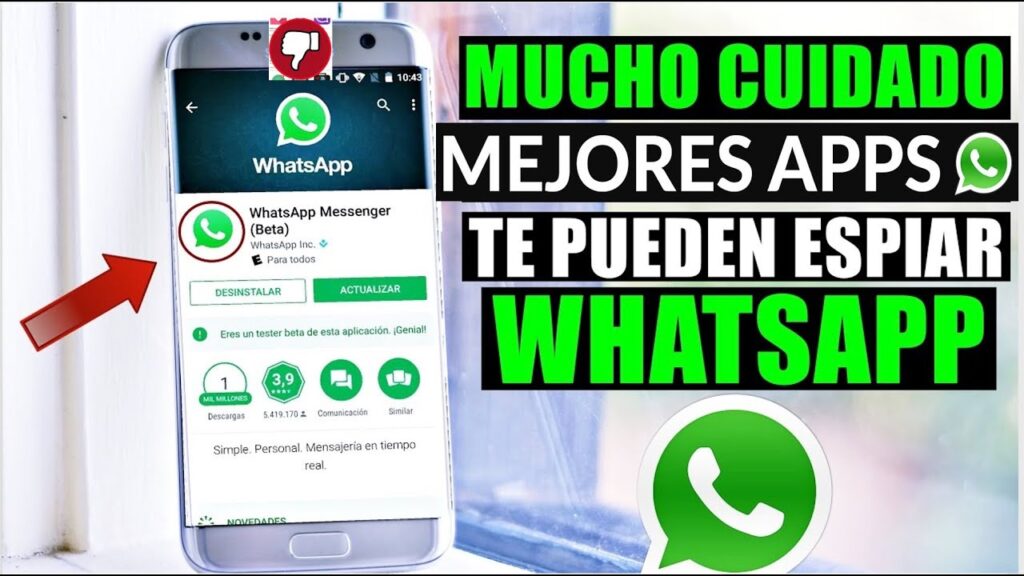 MUCHO CUIDADO
MEJORES APPS
TE PUEDEN ESPIAR
WHATSAPP
10:43
WhatsApp
WhatsApp Messenger
(Beta)
WhatsApp Inc.
E Para todos
DESINSTALAR
ACTUALIZAR
Eres un tester beta de esta aplicación. ¡Genial!
1
MIL MILLONES
Descargas
3,9
5.419.170
Comunicación
Similar
Simple. Personal. Mensajería en tiempo
real.
NOVEDADES